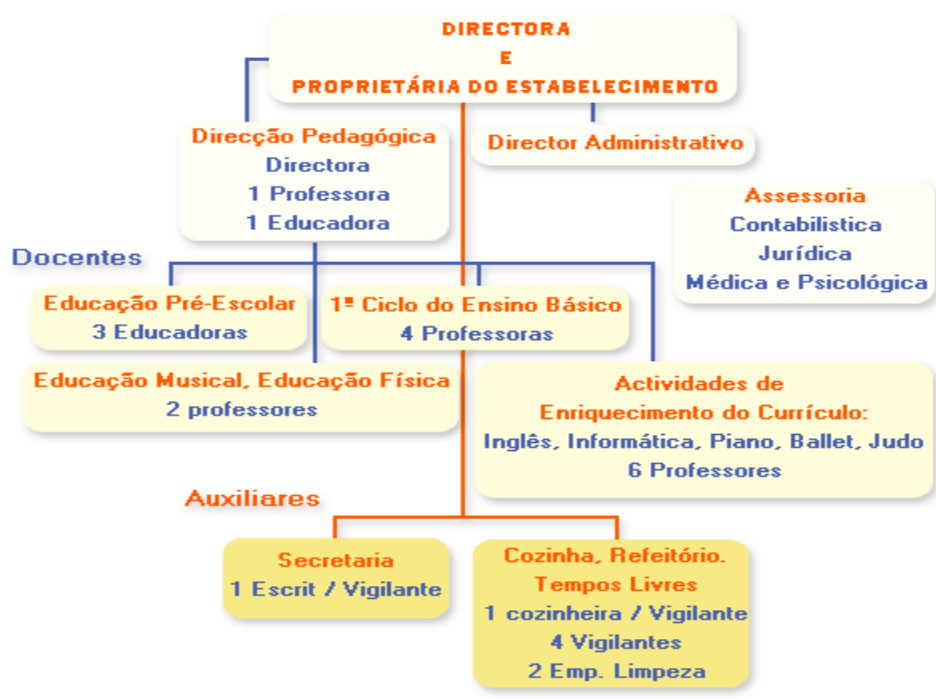 DIRECTORA
E
PROPRIETÁRIA DO ESTABELECIMENTO
Direcção Pedagógica
Directora
1 Professora
1 Educadora
Director Administrativo
Assessoria
Contabilistica
Jurídica
Médica e Psicológica
Docentes
Educação Pré-Escolar
3 Educadoras
1º Ciclo do Ensino Básico
4 Professoras
Educação Musical, Educação Física
2 professores
Actividades de
Enriquecimento do Currículo:
Inglês, Informática, Piano, Ballet, Judo
6 Professores
Auxiliares
Secretaria
1 Escrit / Vigilante
Cozinha, Refeitório.
Tempos Livres
1 cozinheira / Vigilante
4 Vigilantes
2 Emp. Limpeza